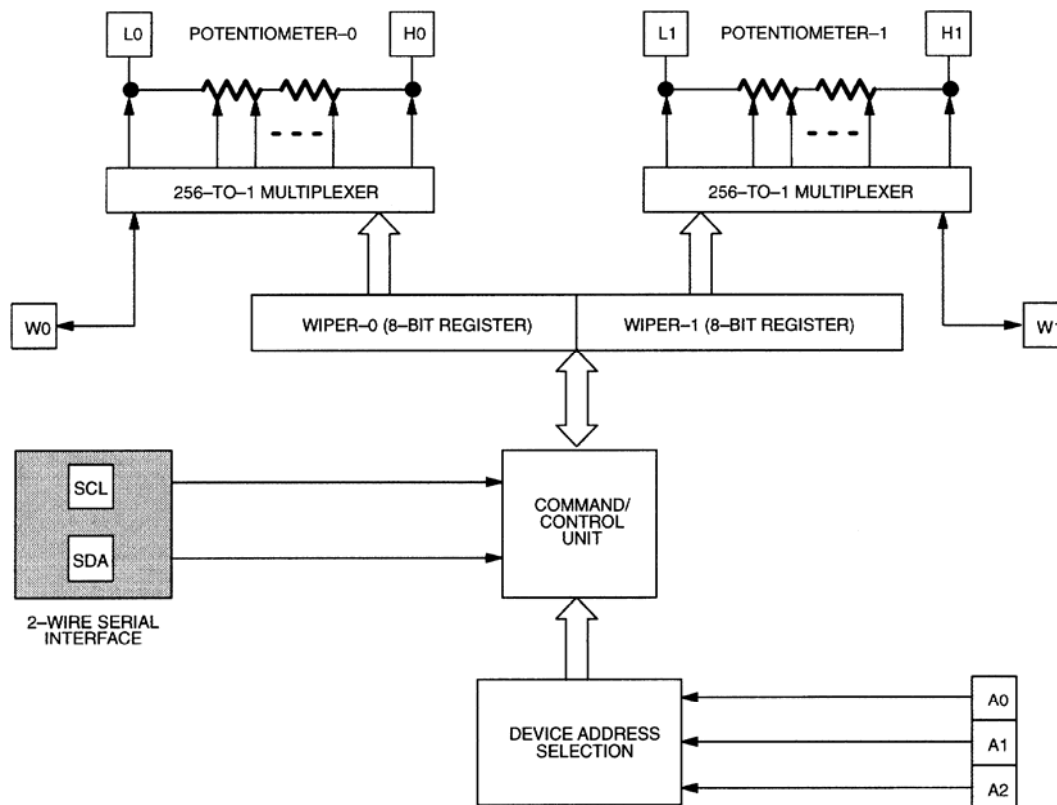 L0 POTENTIOMETER–0 H0
L1 POTENTIOMETER–1 H1
256–TO–1 MULTIPLEXER
256–TO–1 MULTIPLEXER
W0
WIPER–0 (8–BIT REGISTER)
WIPER–1 (8–BIT REGISTER)
W1
SCL
SDA
2–WIRE SERIAL
INTERFACE
COMMAND/
CONTROL
UNIT
DEVICE ADDRESS
SELECTION
A0
A1
A2